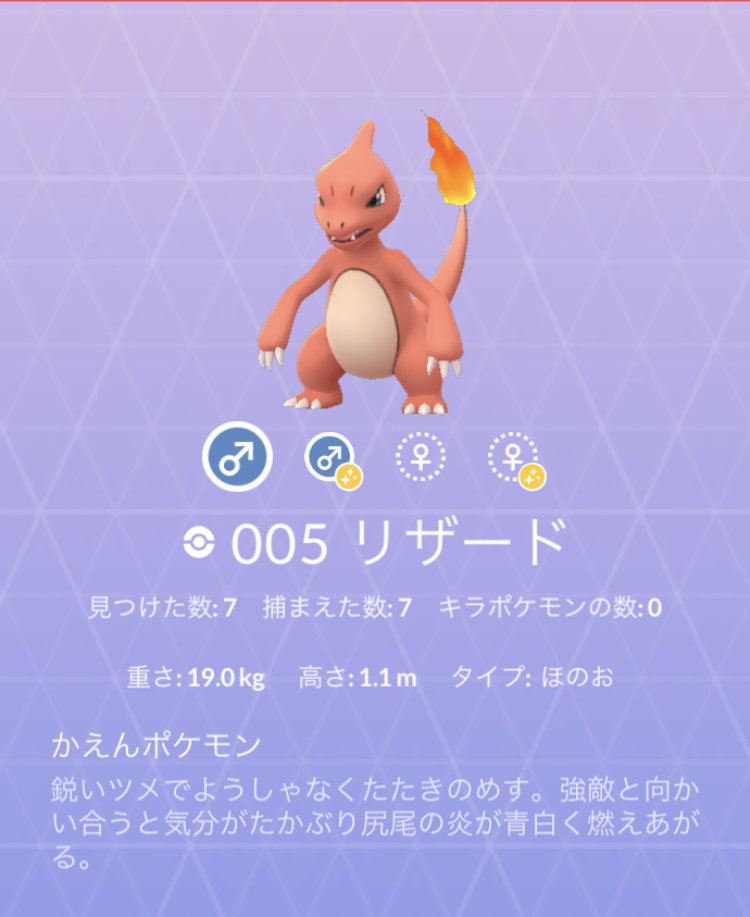 005 リザード
見つけた数: 7 捕まえた数: 7 キラポケモンの数: 0
重さ: 19.0 kg 高さ: 1.1 m タイプ: ほのお
かえんポケモン
鋭いツメでようしゃなくたたきのめす。強敵と向か
い合うと気分がたかぶり尻尾の炎が青白く燃えあが
る。